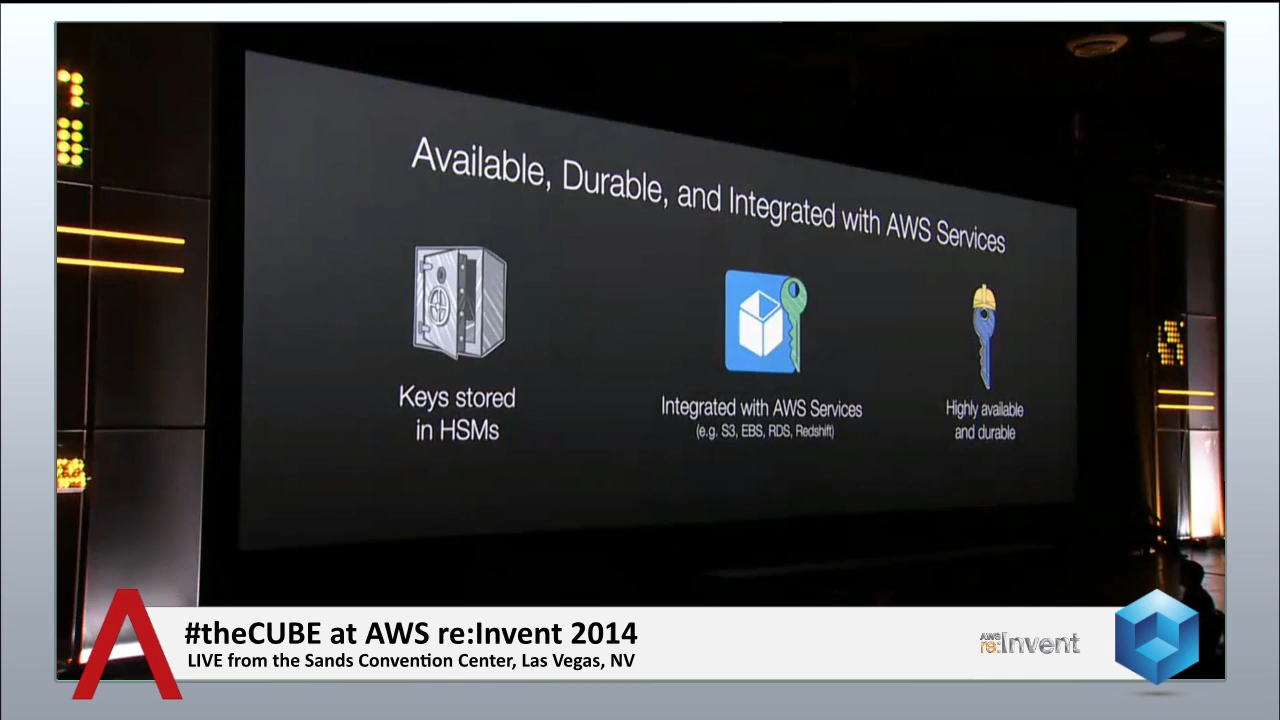 Available, Durable, and Integrated with AWS Services
Keys stored
in HSMs
Integrated with AWS Services
(e.g. S3, EBS, RDS, Redshift)
Highly available
and durable
#theCUBE at AWS re:Invent 2014
LIVE from the Sands Convention Center, Las Vegas, NV
AWS
re:Invent